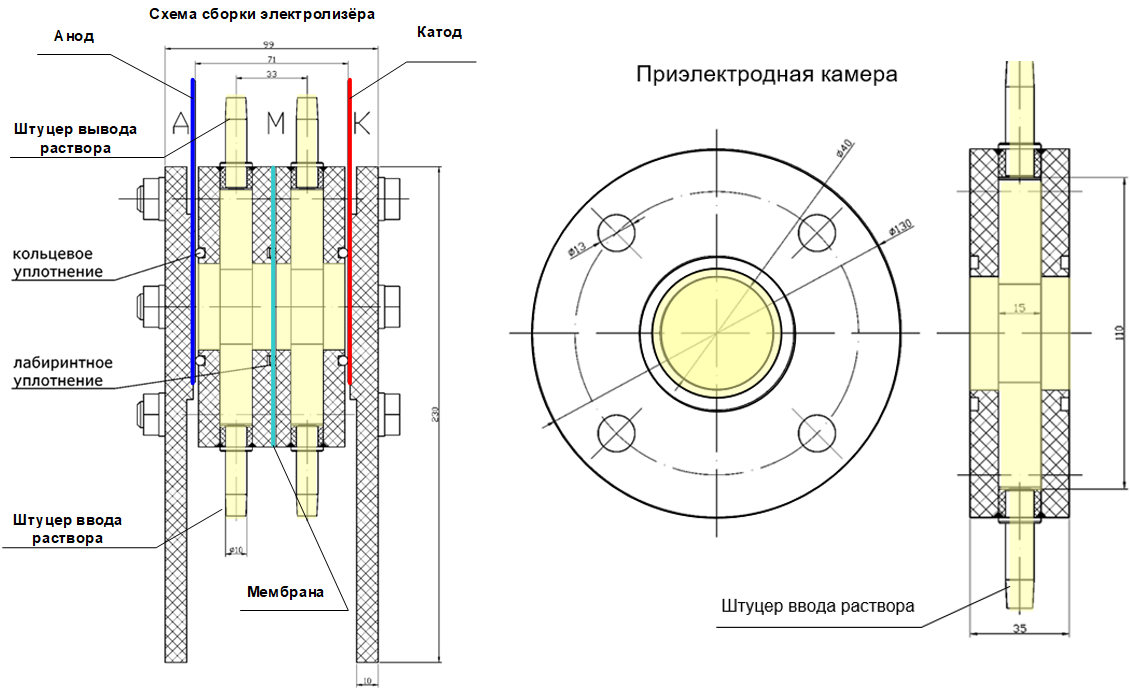 Схема сборки электролизёра
Анод
Катод
99
71
33
А
М
К
Штуцер вывода
раствора
кольцевое
уплотнение
лабиринтное
уплотнение
230
Штуцер ввода
раствора
ø10
Мембрана
10
Приэлектродная камера
ø40
ø13
ø130
15
110
Штуцер ввода раствора
35